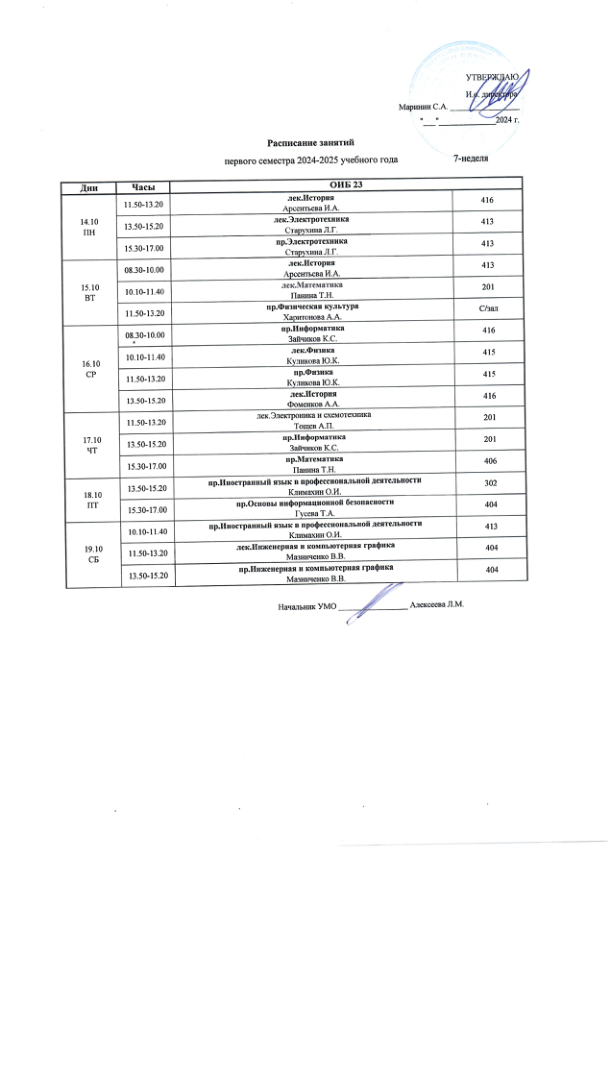 УТВЕРЖДАЮ
И.о. директора
Маринин С.А. ________________
"___"______________2024 г.
Расписание занятий
первого семестра 2024-2025 учебного года 7-неделя
Дни Часы ОИБ 23
14.10
ПН
11.50-13.20 лек.История 416
Арсентьева И.А.
13.50-15.20 лек.Электротехника 413
Старухина Л.Г.
15.30-17.00 пр.Электротехника 413
Старухина Л.Г.
15.10
ВТ
08.30-10.00 лек.История 413
Арсентьева И.А.
10.10-11.40 лек.Математика 201
Панина Т.Н.
11.50-13.20 пр.Физическая культура С/зал
Харитонова А.А.
16.10
СР
08.30-10.00 пр.Информатика 416
Зайчиков К.С.
10.10-11.40 лек.Физика 415
Куликова Ю.К.
11.50-13.20 пр.Физика 415
Куликова Ю.К.
13.50-15.20 лек.История 416
Фоменков А.А.
17.10
ЧТ
11.50-13.20 лек.Электроника и схемотехника 201
Тощев А.П.
13.50-15.20 пр.Информатика 201
Зайчиков К.С.
15.30-17.00 пр.Математика 406
Панина Т.Н.
18.10
ПТ
13.50-15.20 пр.Иностранный язык в профессиональной деятельности 302
Климахин О.И.
15.30-17.00 пр.Основы информационной безопасности 404
Гусева Т.А.
19.10
СБ
10.10-11.40 пр.Иностранный язык в профессиональной деятельности 413
Климахин О.И.
11.50-13.20 лек.Инженерная и компьютерная графика 404
Мазниченко В.В.
13.50-15.20 пр.Инженерная и компьютерная графика 404
Мазниченко В.В.
Начальник УМО ________________ Алексеева Л.М.